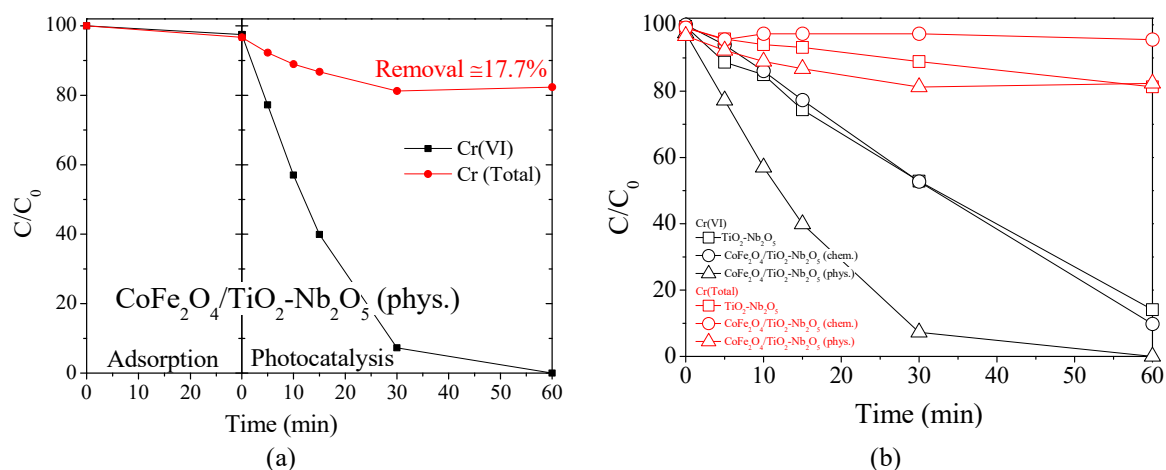 100
80
60
40
20
0
C/C₀
Removal ≅17.7%
Cr(VI)
Cr (Total)
CoFe₂O₄/TiO₂-Nb₂O₅ (phys.)
Adsorption
Photocatalysis
0 10 20 30 0 10 20 30 40 50 60
Time (min)
(a)
100
80
60
40
20
0
C/C₀
Cr(VI)
TiO₂-Nb₂O₅
CoFe₂O₄/TiO₂-Nb₂O₅ (chem.)
CoFe₂O₄/TiO₂-Nb₂O₅ (phys.)
Cr(Total)
TiO₂-Nb₂O₅
CoFe₂O₄/TiO₂-Nb₂O₅ (chem.)
CoFe₂O₄/TiO₂-Nb₂O₅ (phys.)
0 10 20 30 40 50 60
Time (min)
(b)